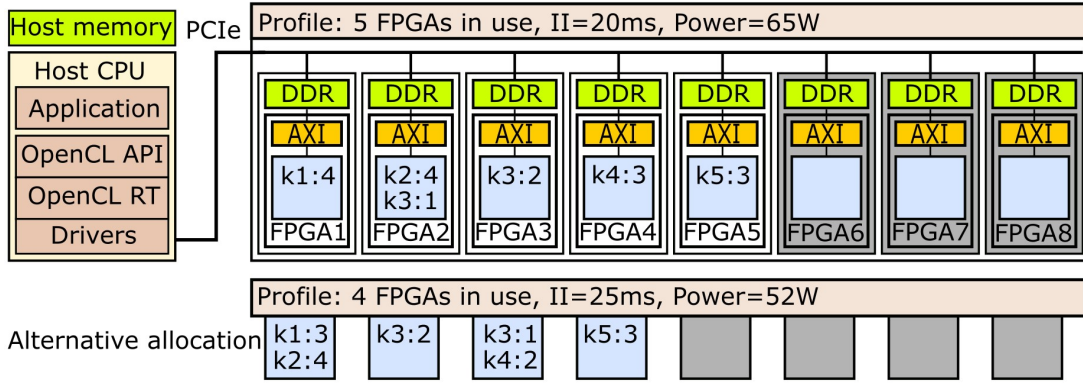 Host memory
PCIe
Profile: 5 FPGAs in use, II=20ms, Power=65W
Host CPU
Application
OpenCL API
OpenCL RT
Drivers
DDR DDR DDR DDR DDR DDR DDR DDR
AXI AXI AXI AXI AXI AXI AXI AXI
k1:4 k2:4 k3:2 k4:3 k5:3
k3:1
FPGA1 FPGA2 FPGA3 FPGA4 FPGA5 FPGA6 FPGA7 FPGA8
Profile: 4 FPGAs in use, II=25ms, Power=52W
Alternative allocation
k1:3 k3:2 k3:1 k5:3
k2:4 k4:2